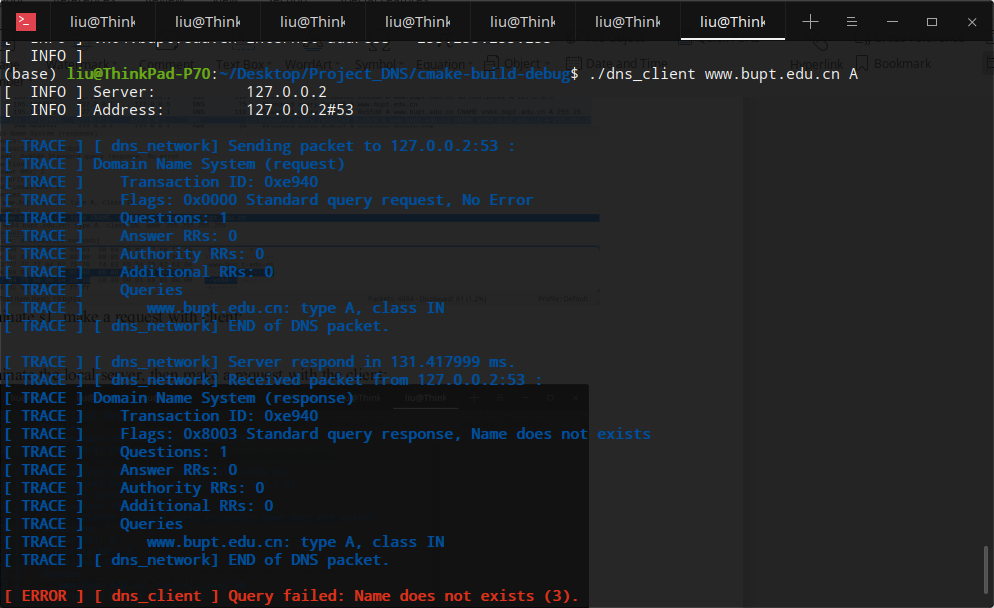 liu@Think liu@Think liu@Think liu@Think liu@Think liu@Think liu@Think
[  INFO ]
(base) liu@ThinkPad-P70:~/Desktop/Project_DNS/cmake-build-debug$ ./dns_client www.bupt.edu.cn A
[  INFO ] Server:          127.0.0.2
[  INFO ] Address:         127.0.0.2#53
[ TRACE ] [ dns_network] Sending packet to 127.0.0.2:53 :
[ TRACE ] Domain Name System (request)
[ TRACE ]    Transaction ID: 0xe940
[ TRACE ]    Flags: 0x0000 Standard query request, No Error
[ TRACE ]    Questions: 1
[ TRACE ]    Answer RRs: 0
[ TRACE ]    Authority RRs: 0
[ TRACE ]    Additional RRs: 0
[ TRACE ]    Queries
[ TRACE ]       www.bupt.edu.cn: type A, class IN
[ TRACE ] [ dns_network] END of DNS packet.
[ TRACE ] [ dns_network] Server respond in 131.417999 ms.
[ TRACE ] [ dns_network] Received packet from 127.0.0.2:53 :
[ TRACE ] Domain Name System (response)
[ TRACE ]    Transaction ID: 0xe940
[ TRACE ]    Flags: 0x8003 Standard query response, Name does not exists
[ TRACE ]    Questions: 1
[ TRACE ]    Answer RRs: 0
[ TRACE ]    Authority RRs: 0
[ TRACE ]    Additional RRs: 0
[ TRACE ]    Queries
[ TRACE ]       www.bupt.edu.cn: type A, class IN
[ TRACE ] [ dns_network] END of DNS packet.
[ ERROR ] [ dns_client ] Query failed: Name does not exists (3).